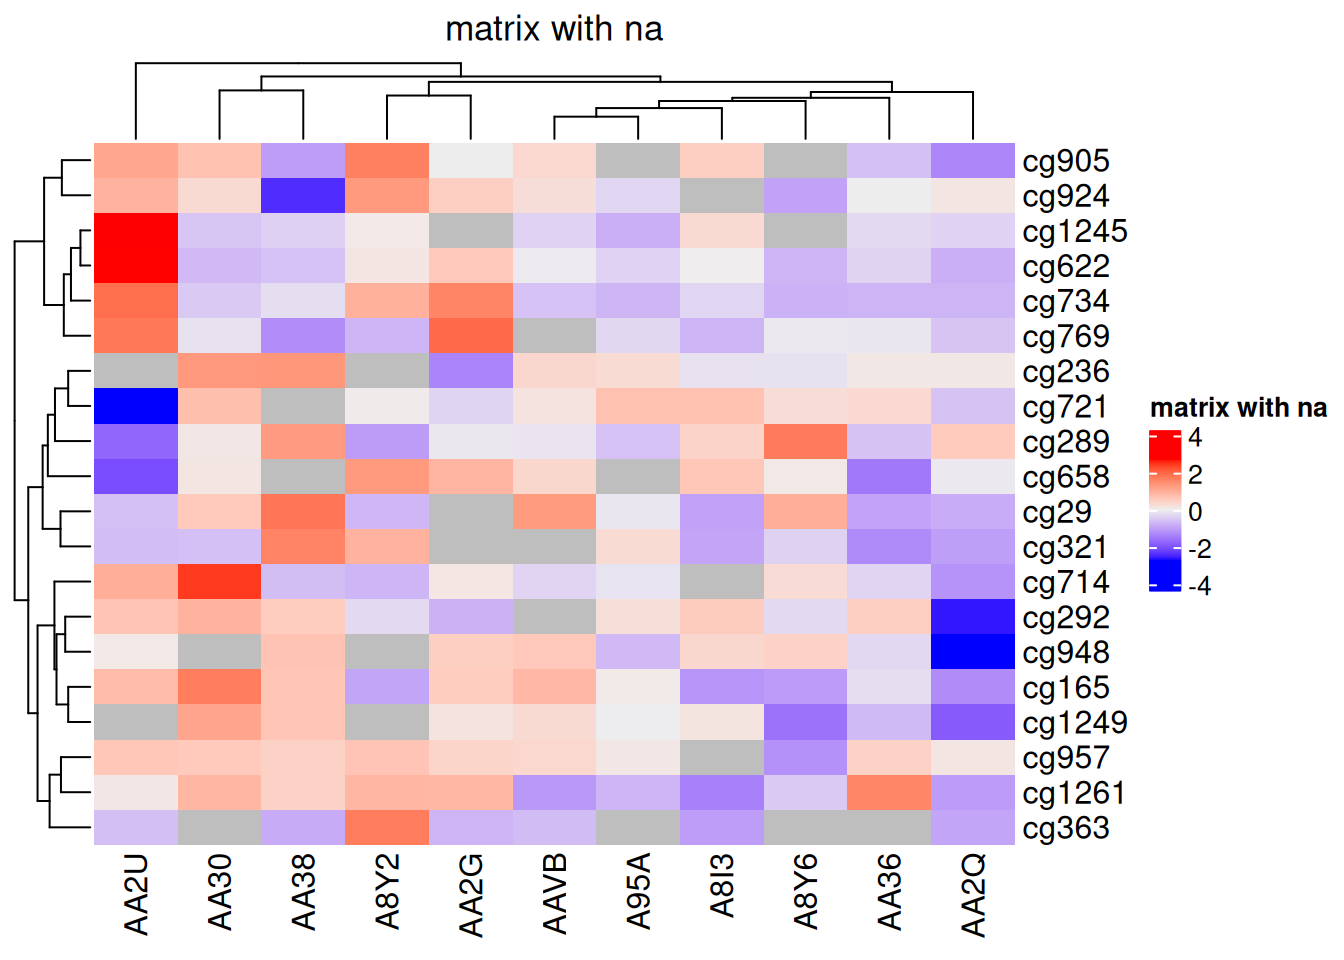 matrix with na
cg905
cg924
cg1245
cg622
cg734
cg769
cg236
cg721
cg289
cg658
cg29
cg321
cg714
cg292
cg948
cg165
cg1249
cg957
cg1261
cg363
AA2U
AA30
AA38
A8Y2
AA2G
AAVB
A95A
A8I3
A8Y6
AA36
AA2Q
matrix with na
4
2
0
-2
-4